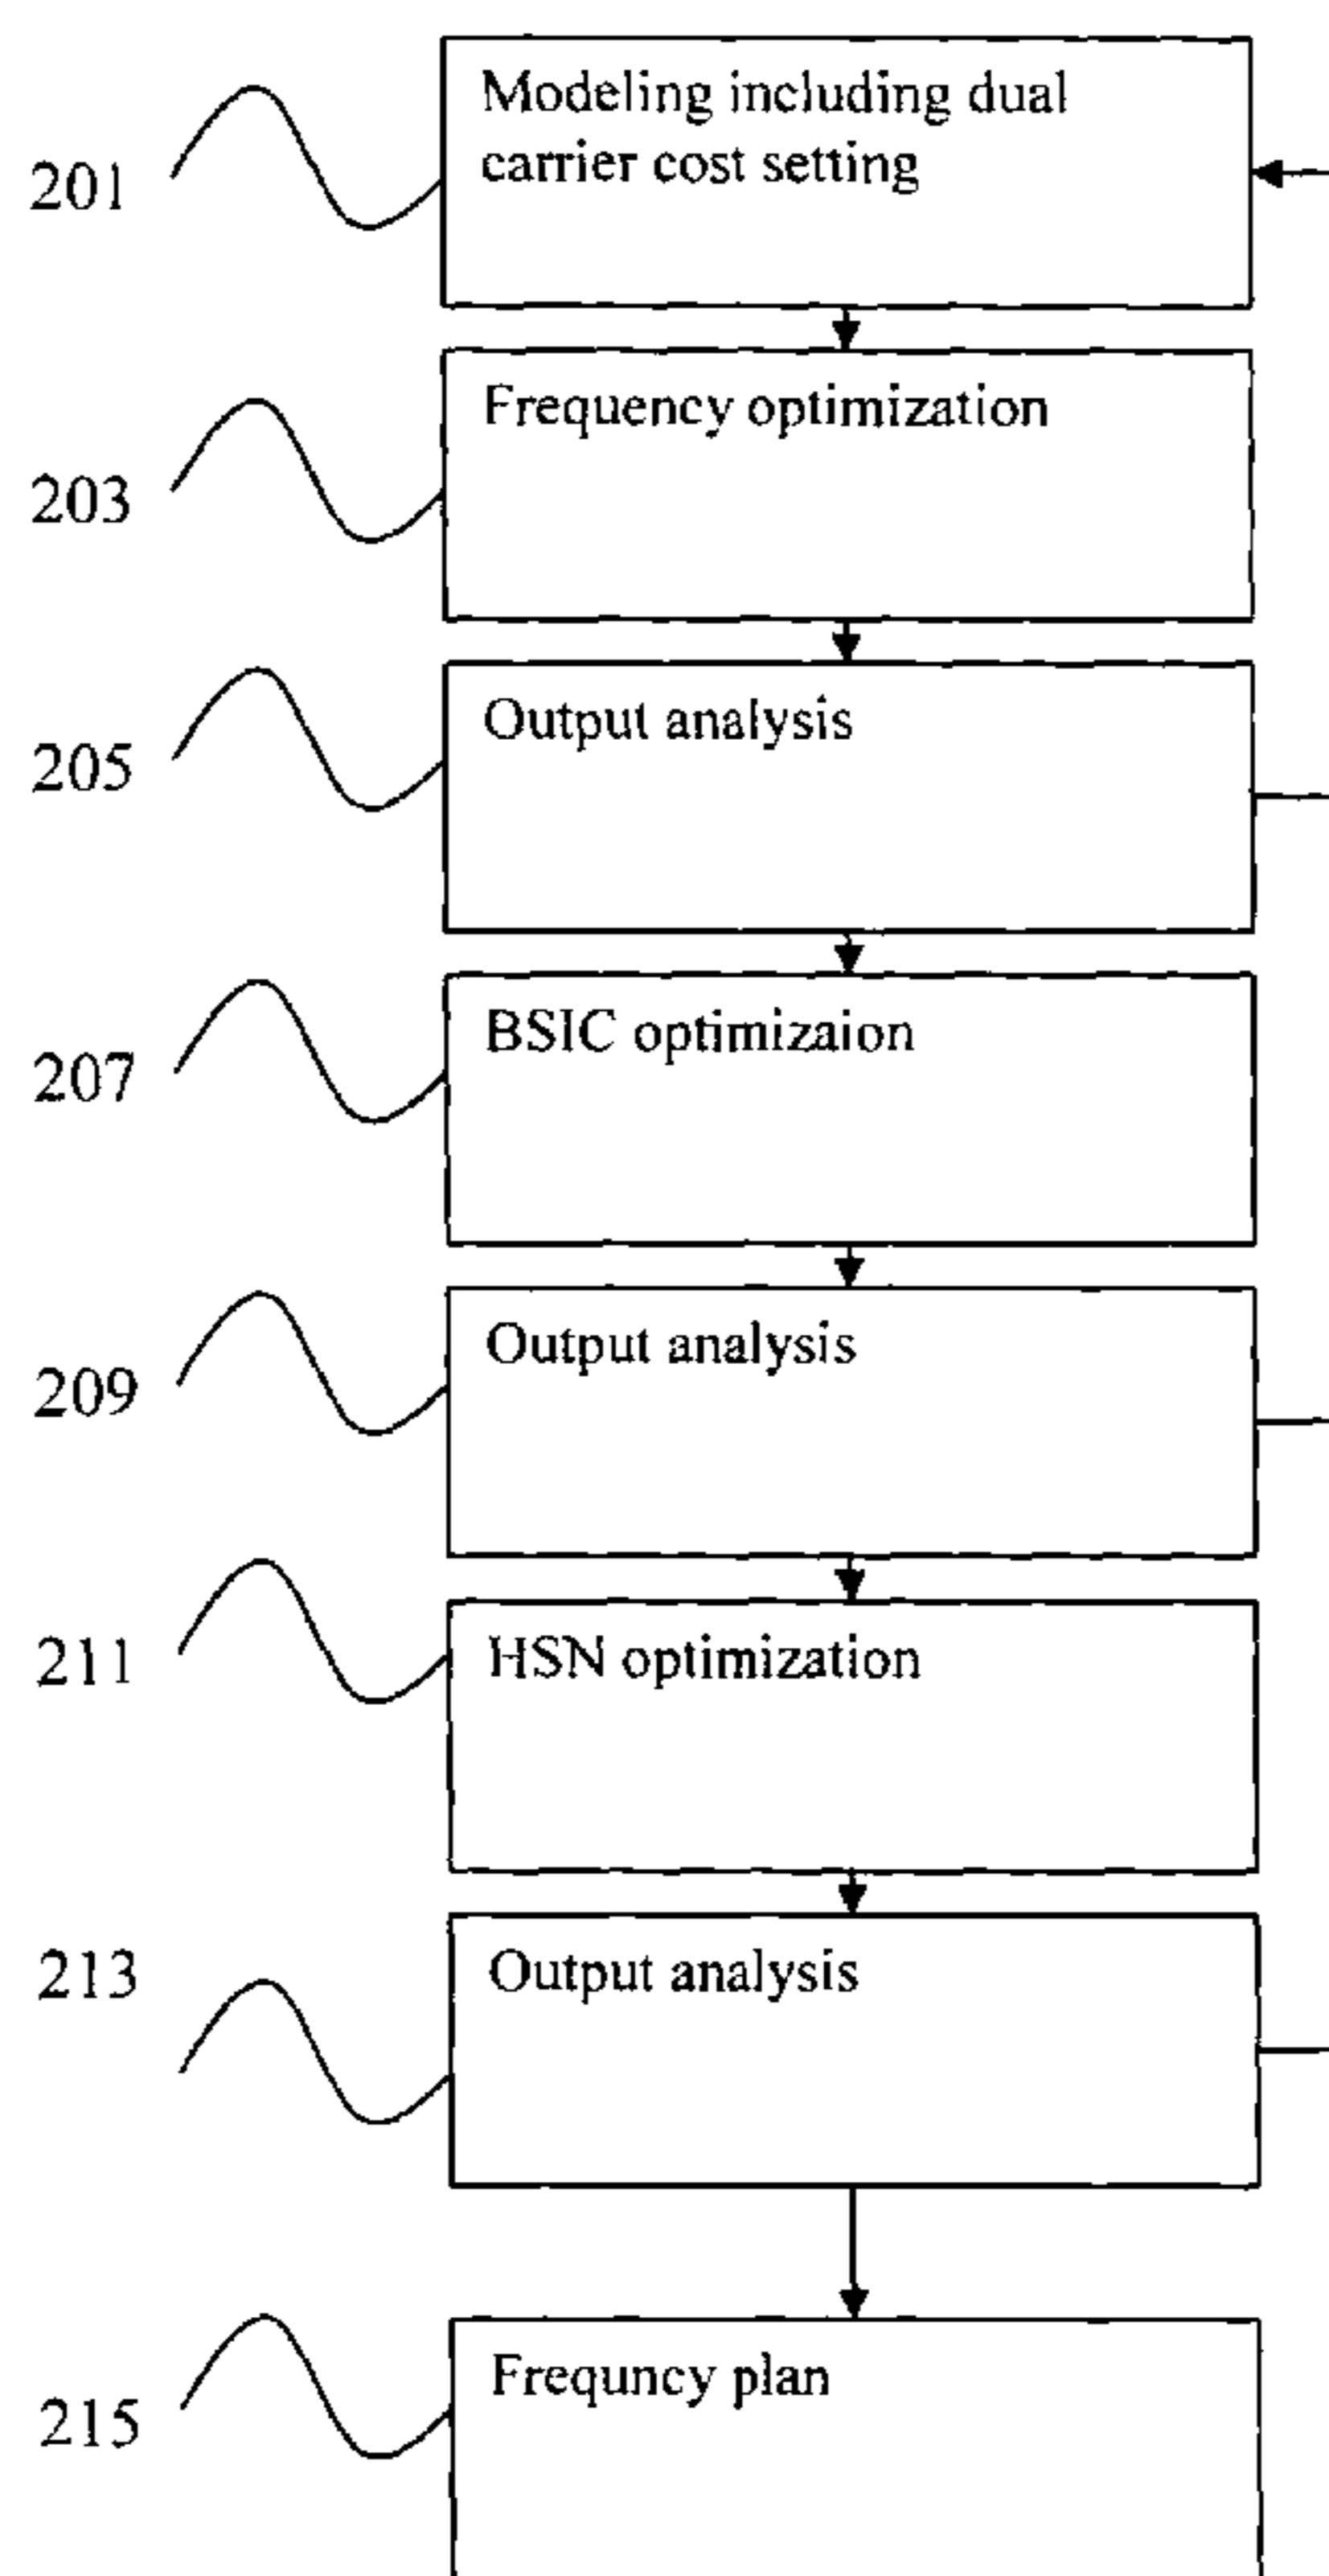 Modeling including dual
carrier cost setting
201
Frequency optimization
203
Output analysis
205
BSIC optimizaion
207
Output analysis
209
HSN optimization
211
Output analysis
213
Frequncy plan
215